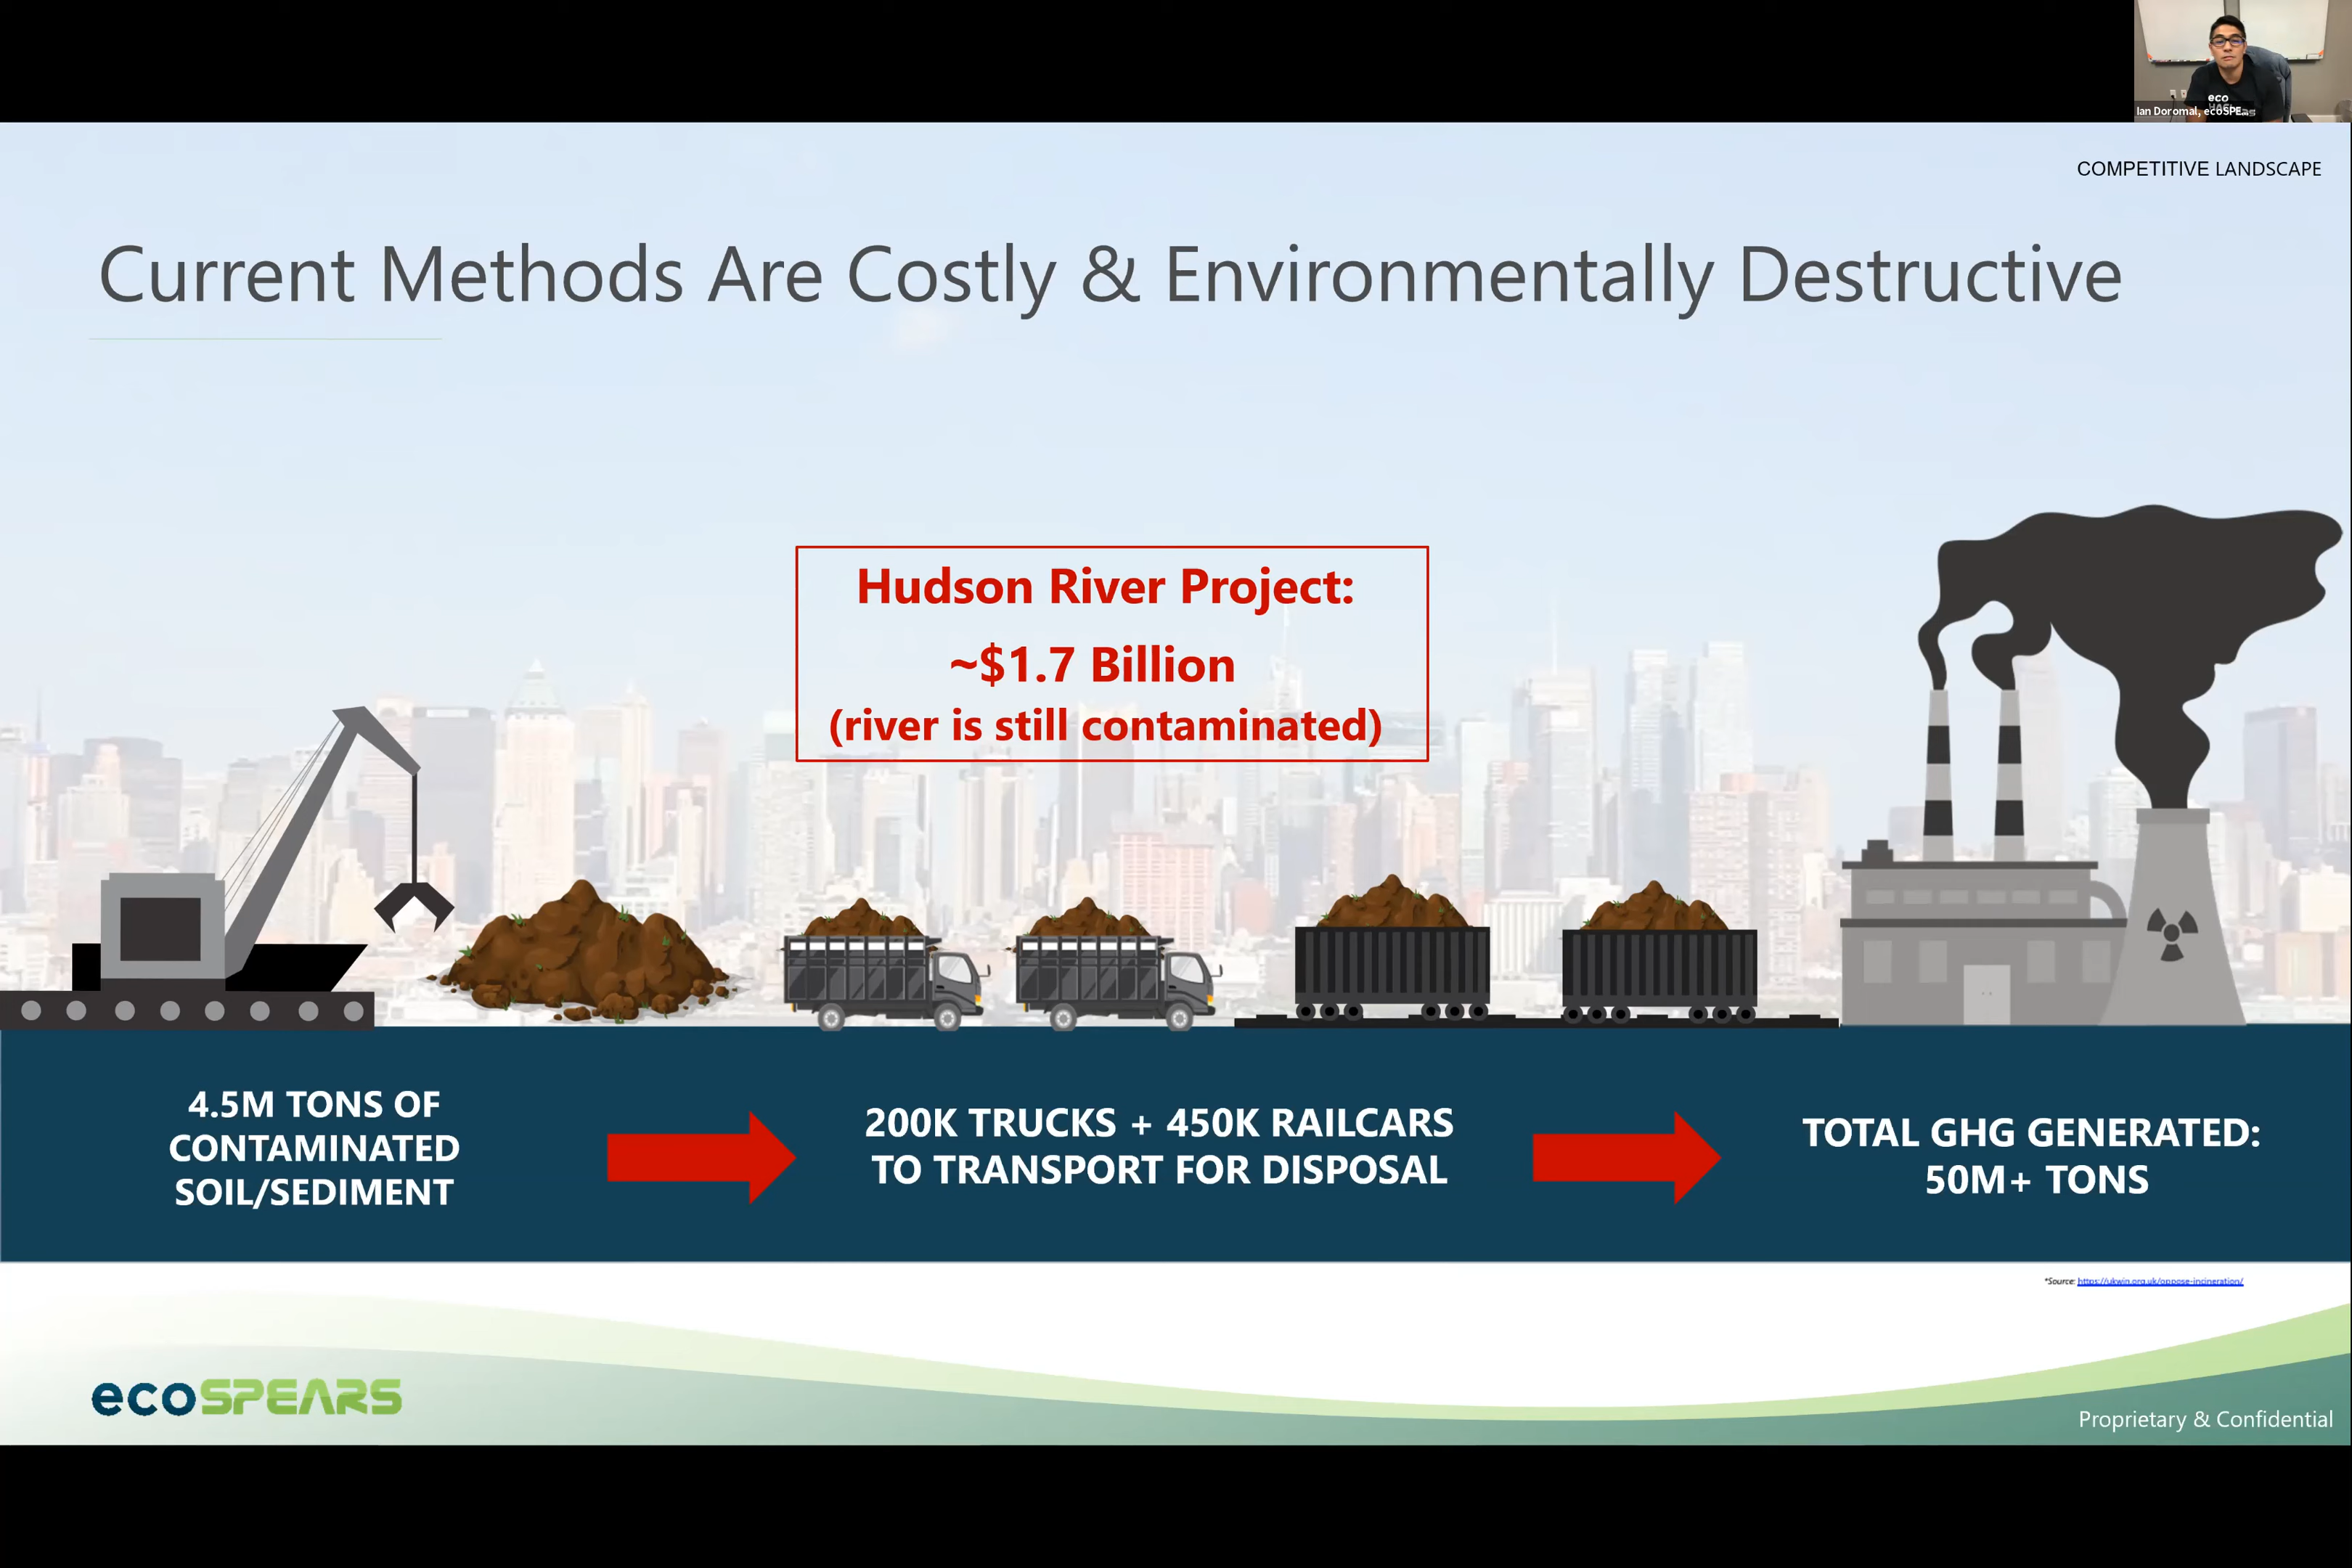 Ian Doromal, ecoSPE...
eco
COMPETITIVE LANDSCAPE
Current Methods Are Costly & Environmentally Destructive
Hudson River Project:
~$1.7 Billion
(river is still contaminated)
4.5M TONS OF
CONTAMINATED
SOIL/SEDIMENT
200K TRUCKS + 450K RAILCARS
TO TRANSPORT FOR DISPOSAL
TOTAL GHG GENERATED:
50M+ TONS
*Source: https://ukwin.org.uk/oppose-incineration/
ecoSPEARS
Proprietary & Confidential